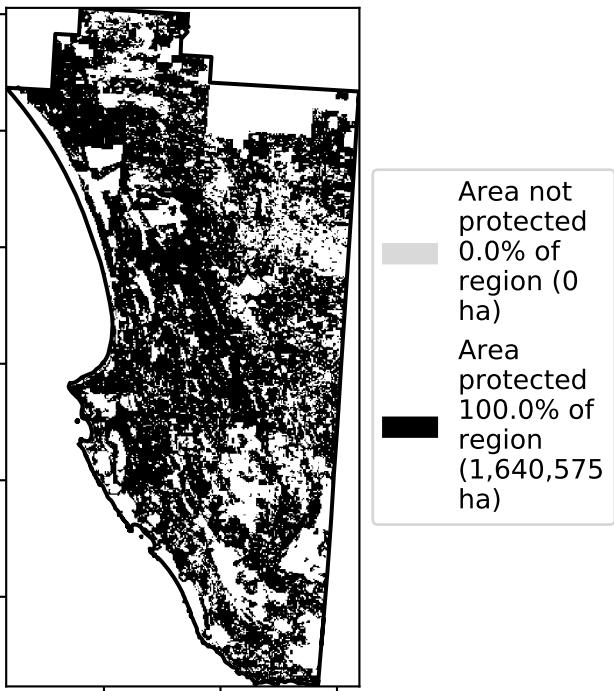 Area not
protected
0.0% of
region (0
ha)
Area
protected
100.0% of
region
(1,640,575
ha)